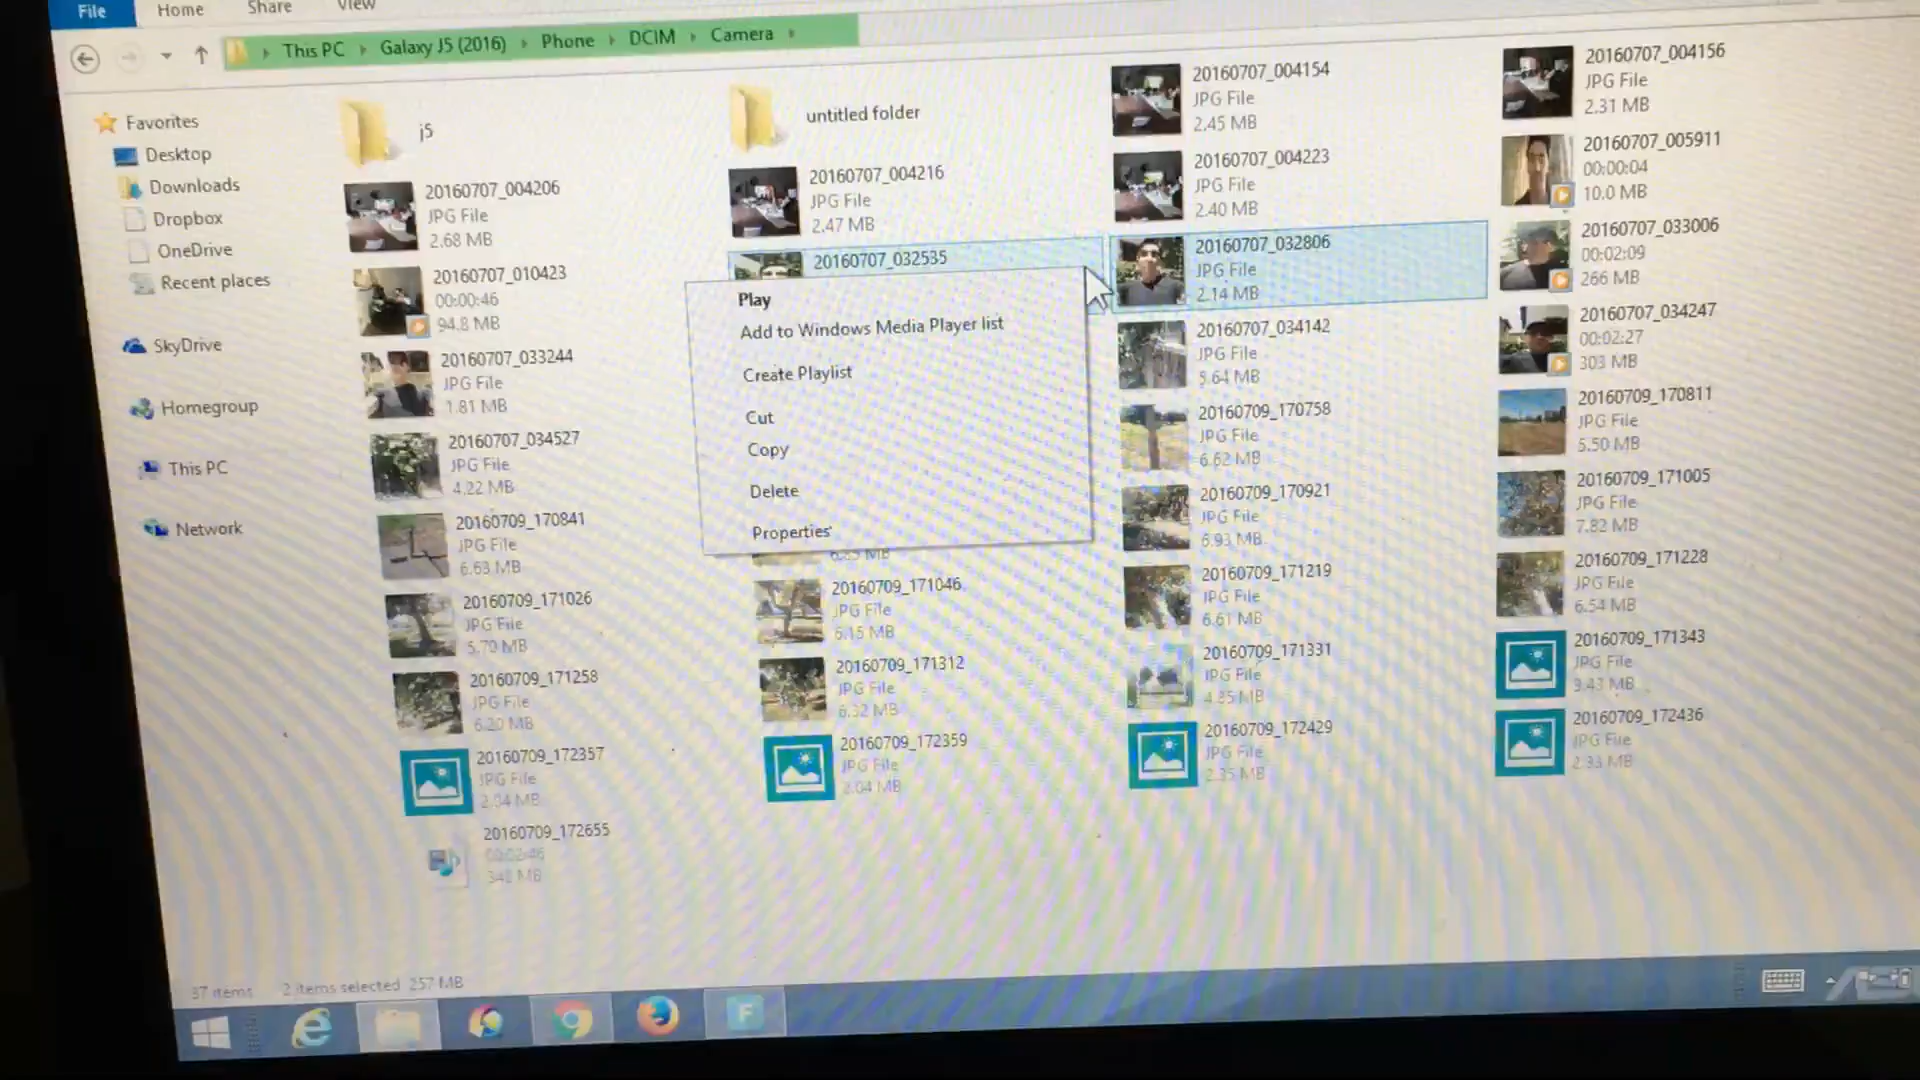 File Home Share View
This PC Galaxy J5 (2016) Phone DCIM Camera
Favorites
Desktop
Downloads
Dropbox
OneDrive
Recent places
SkyDrive
Homegroup
This PC
Network
j5
untitled folder
20160707_004154
JPG File
2.45 MB
20160707_004156
JPG File
2.31 MB
20160707_004206
JPG File
2.68 MB
20160707_004216
JPG File
2.47 MB
20160707_004223
JPG File
2.40 MB
20160707_005911
00:00:04
10.0 MB
20160707_010423
00:00:46
94.8 MB
20160707_032535
20160707_032806
JPG File
2.14 MB
20160707_033006
00:02:09
266 MB
20160707_033244
JPG File
1.81 MB
Play
Add to Windows Media Player list
Create Playlist
Cut
Copy
Delete
Properties
20160707_034142
JPG File
5.64 MB
20160707_034247
00:02:27
303 MB
20160707_034527
JPG File
4.22 MB
20160709_170758
JPG File
6.62 MB
20160709_170811
JPG File
5.50 MB
20160709_170841
JPG File
6.63 MB
20160709_170921
JPG File
6.93 MB
20160709_171005
JPG File
7.82 MB
20160709_171026
JPG File
5.70 MB
20160709_171046
JPG File
6.15 MB
20160709_171219
JPG File
6.61 MB
20160709_171228
JPG File
6.54 MB
20160709_171258
JPG File
6.20 MB
20160709_171312
JPG File
6.32 MB
20160709_171331
JPG File
4.85 MB
20160709_171343
JPG File
3.43 MB
20160709_172357
JPG File
2.04 MB
20160709_172359
JPG File
2.04 MB
20160709_172429
JPG File
2.35 MB
20160709_172436
JPG File
2.33 MB
20160709_172655
00:02:46
342 MB
37 items 2 items selected 257 MB
F